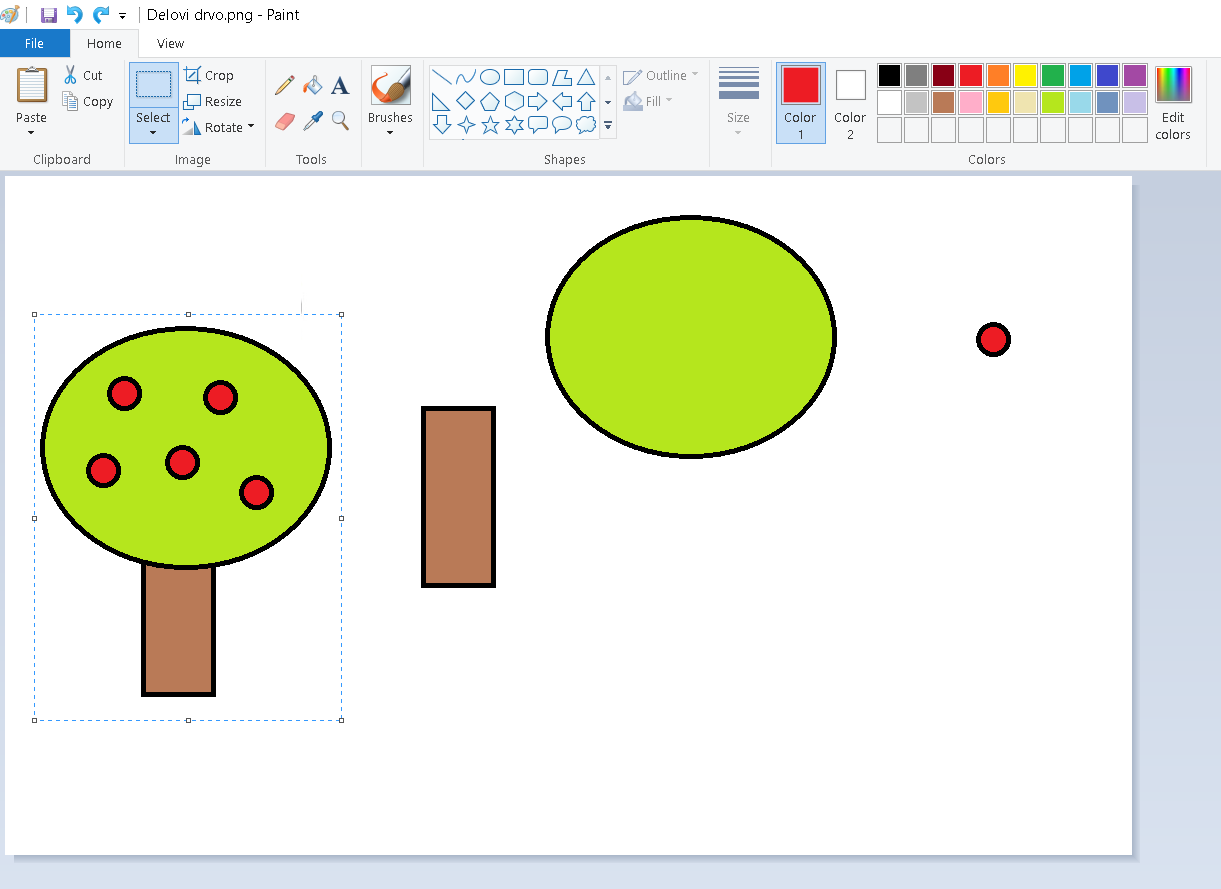 Delovi drvo.png - Paint
File Home View
Paste
Cut
Copy
Clipboard
Select
Crop
Resize
Rotate
Image
A
Tools
Brushes
Shapes
Outline
Fill
Size
Color
1
Color
2
Colors
Edit
colors